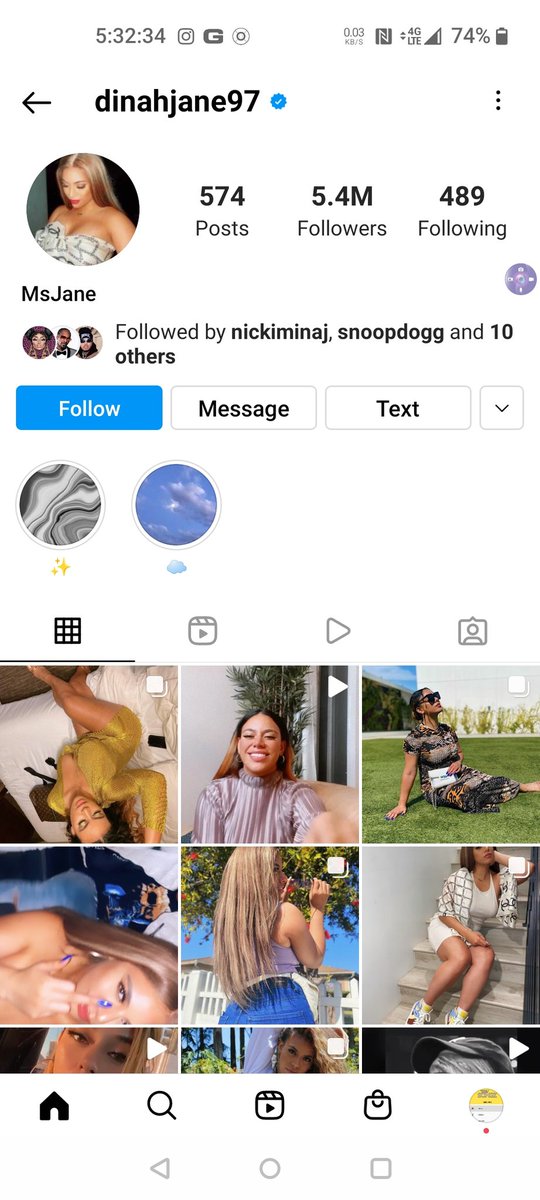 5:32:34 0.03 KB/S 4G LTE 74%
dinahjane97
574 5.4M 489
Posts Followers Following
MsJane
Followed by nickiminaj, snoopdogg and 10
others
Follow Message Text